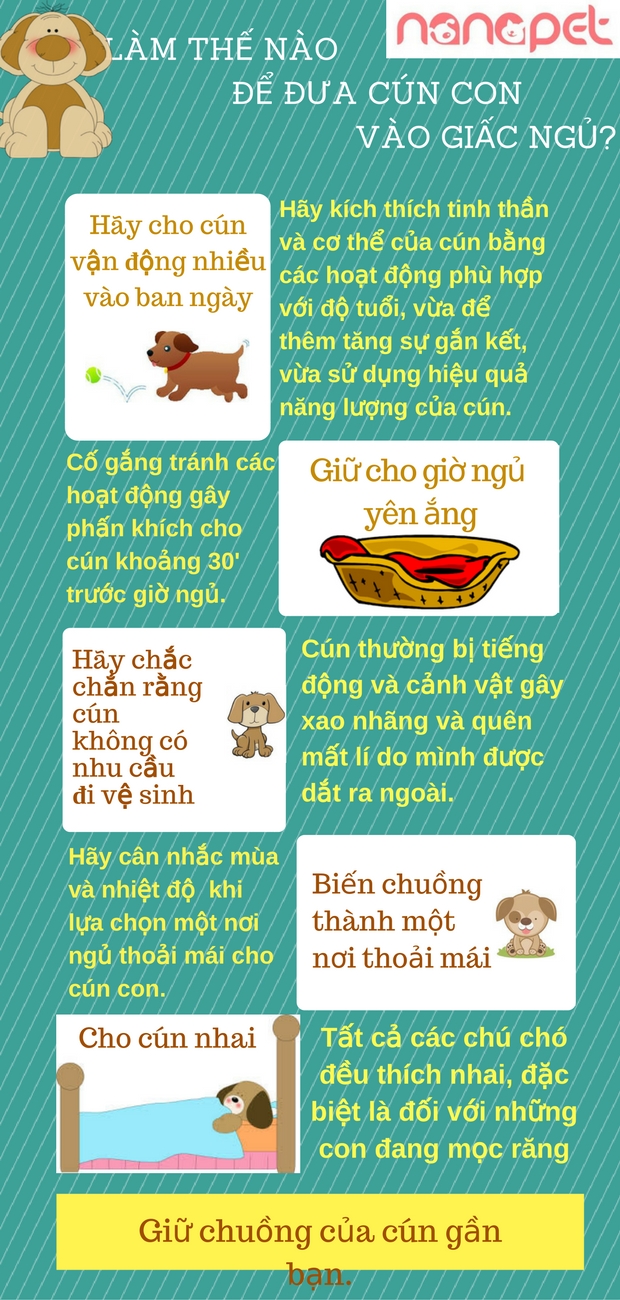 nanapet
LÀM THẾ NÀO
ĐỂ ĐƯA CÚN CON
VÀO GIẤC NGỦ?
Hãy cho cún
vận động nhiều
vào ban ngày
Hãy kích thích tinh thần
và cơ thể của cún bằng
các hoạt động phù hợp
với độ tuổi, vừa để
thêm tăng sự gắn kết,
vừa sử dụng hiệu quả
năng lượng của cún.
Cố gắng tránh các
hoạt động gây
phấn khích cho
cún khoảng 30'
trước giờ ngủ.
Giữ cho giờ ngủ
yên ắng
Hãy chắc
chắn rằng
cún
không có
nhu cầu
đi vệ sinh
Cún thường bị tiếng
động và cảnh vật gây
xao nhãng và quên
mất lí do mình được
dắt ra ngoài.
Hãy cân nhắc mùa
và nhiệt độ khi
lựa chọn một nơi
ngủ thoải mái cho
cún con.
Biến chuồng
thành một
nơi thoải mái
Cho cún nhai
Tất cả các chú chó
đều thích nhai, đặc
biệt là đối với những
con đang mọc răng
Giữ chuồng của cún gần
bạn.